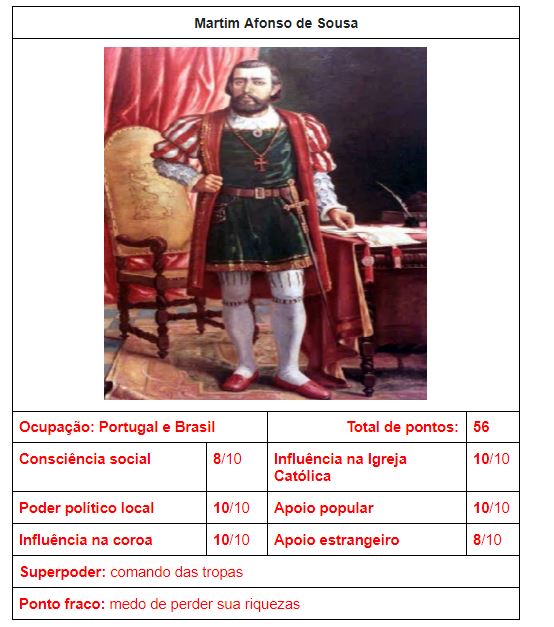 Martim Afonso de Sousa
Ocupação: Portugal e Brasil Total de pontos: 56
Consciência social 8/10 Influência na Igreja
Católica 10/10
Poder político local 10/10 Apoio popular 10/10
Influência na coroa 10/10 Apoio estrangeiro 8/10
Superpoder: comando das tropas
Ponto fraco: medo de perder sua riquezas